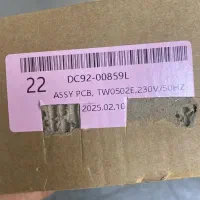 22
DC92-00859L
ASSY PCB, TW0502E,230V/50HZ
2025.02.10